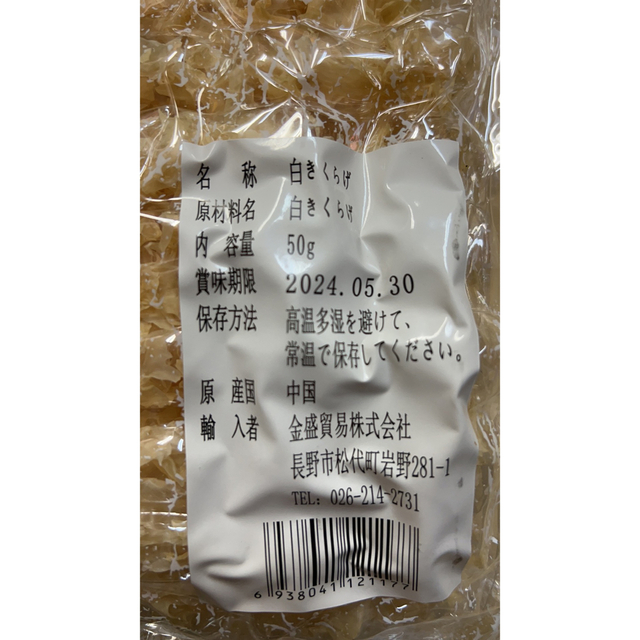 名 称 白きくらげ
原材料名 白きくらげ
内 容量 50g
賞味期限 2024.05.30
保存方法 高温多湿を避けて、
常温で保存してください。
原 産国 中国
輸 入者 金盛貿易株式会社
長野市松代町岩野281-1
TEL: 026-214-2731
6 938041 121177